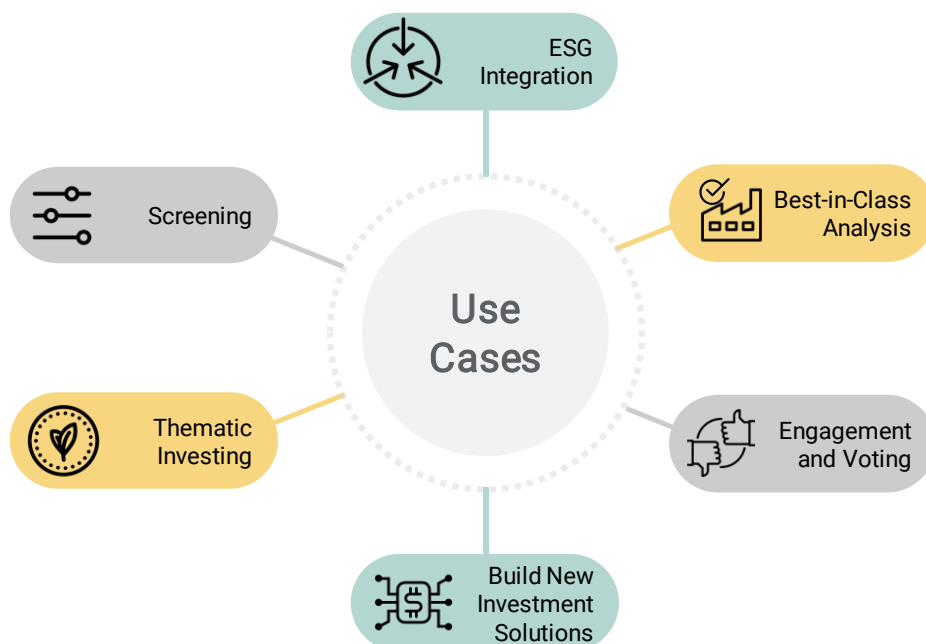 ESG
Integration
Screening
Best-in-Class
Analysis
Use
Cases
Thematic
Investing
Engagement
and Voting
Build New
Investment
Solutions